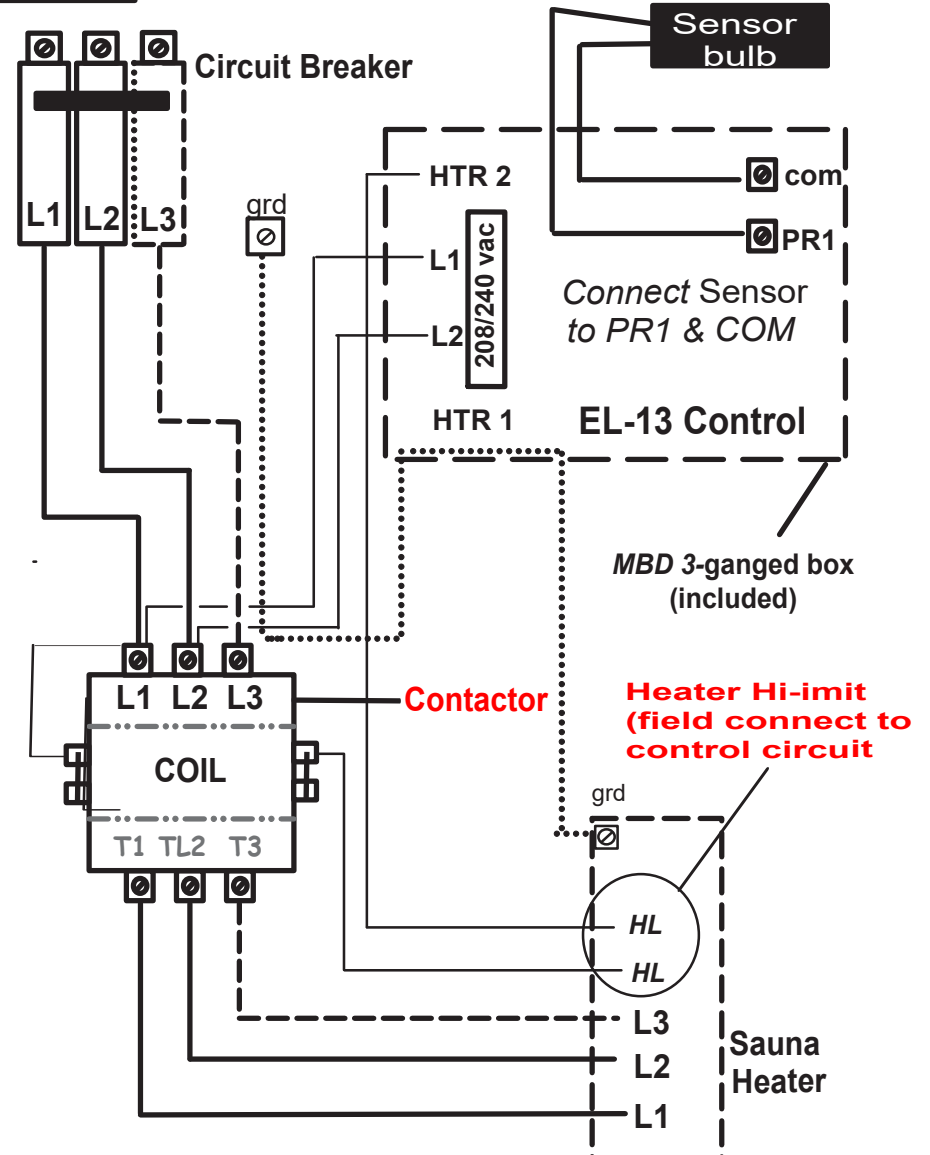 Sensor
bulb
Circuit Breaker
L1
L2
L3
grd
HTR 2
com
L1
208/240 vac
PR1
Connect Sensor
to PR1 & COM
L2
HTR 1
EL-13 Control
MBD 3-ganged box
(included)
L1 L2 L3
Contactor
Heater Hi-imit
(field connect to
control circuit
COIL
grd
T1 TL2 T3
HL
HL
L3
L2
L1
Sauna
Heater